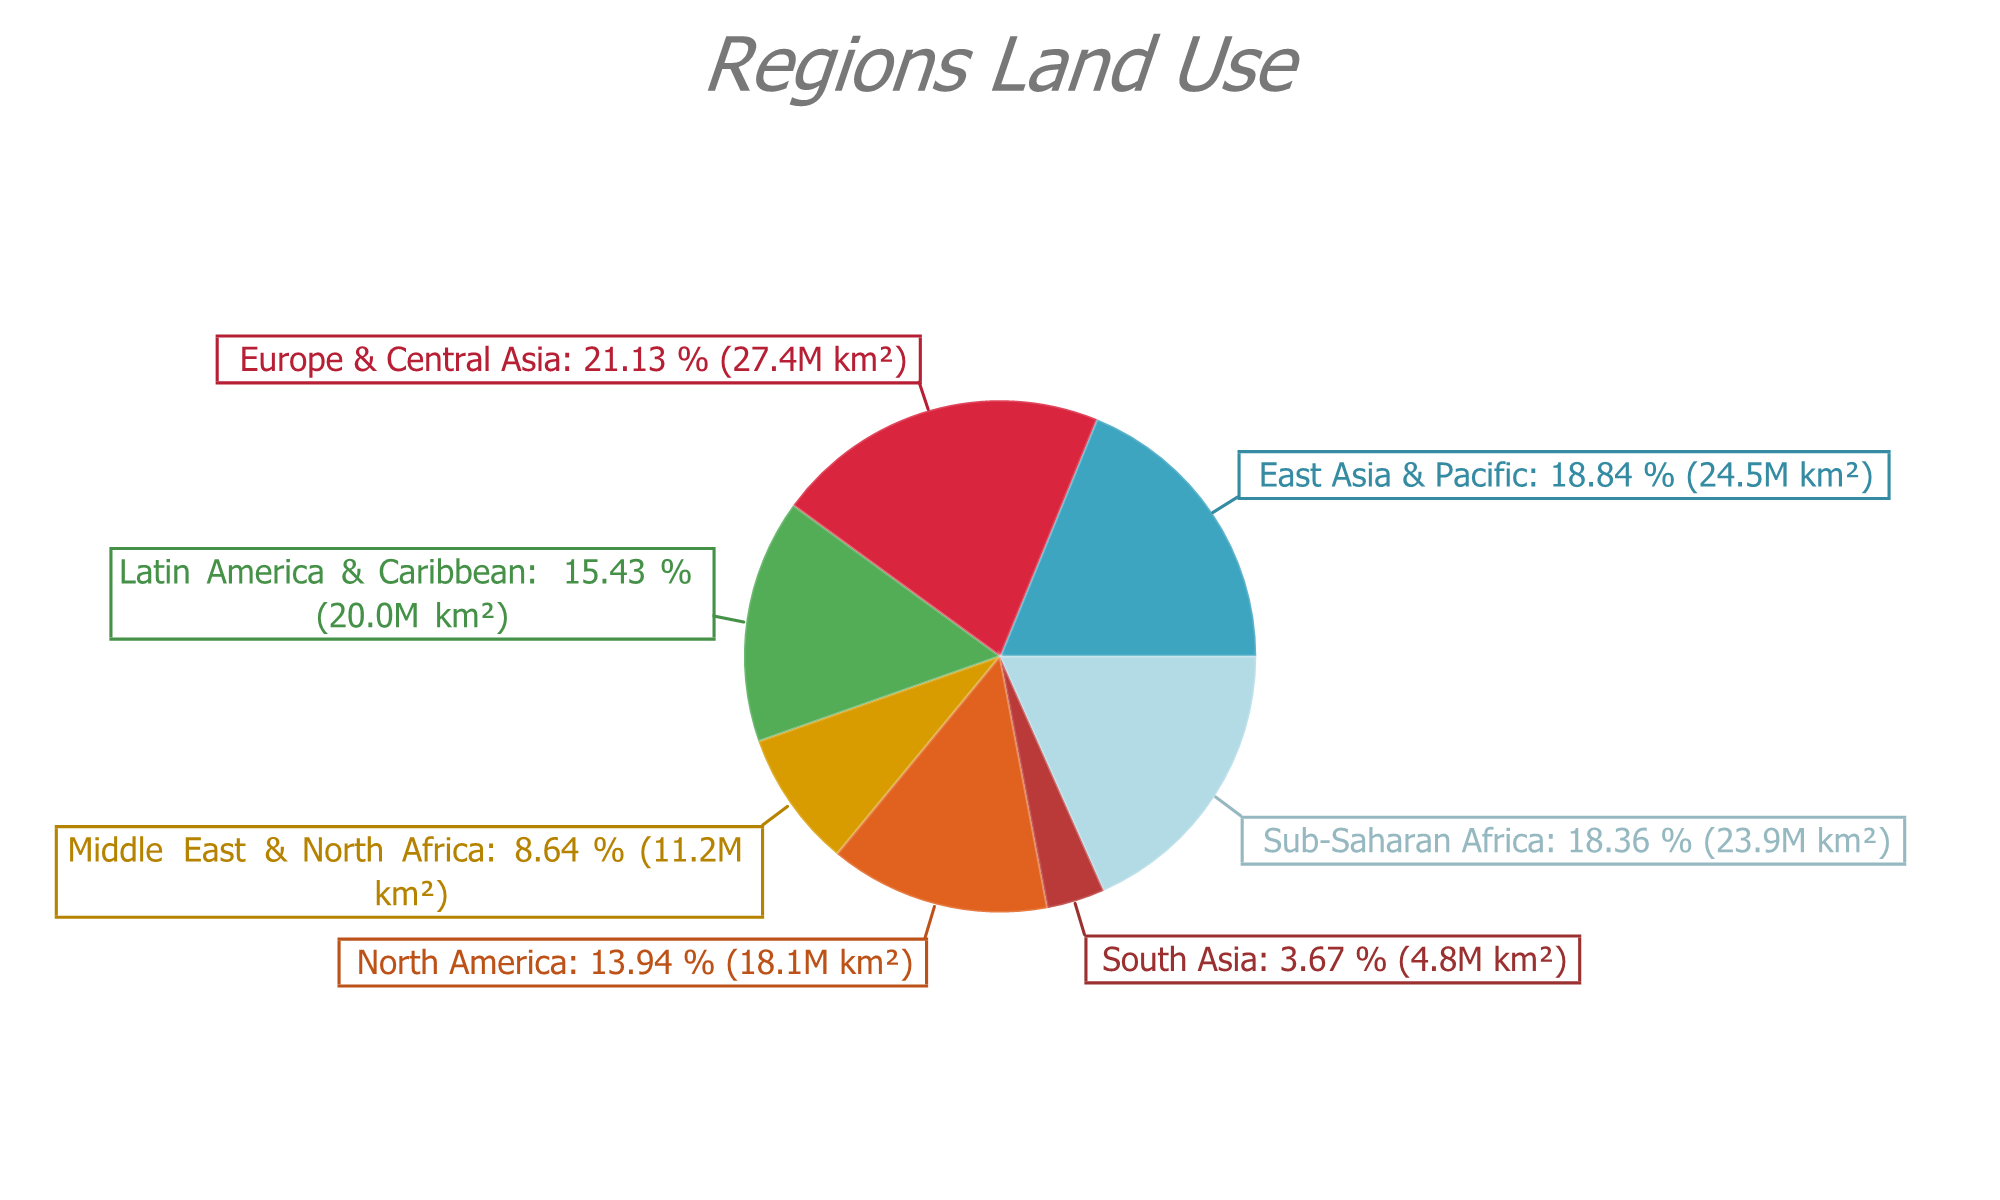 Regions Land Use
Europe & Central Asia: 21.13 % (27.4M km²)
East Asia & Pacific: 18.84 % (24.5M km²)
Latin America & Caribbean: 15.43 %
(20.0M km²)
Middle East & North Africa: 8.64 % (11.2M
km²)
Sub-Saharan Africa: 18.36 % (23.9M km²)
North America: 13.94 % (18.1M km²)
South Asia: 3.67 % (4.8M km²)